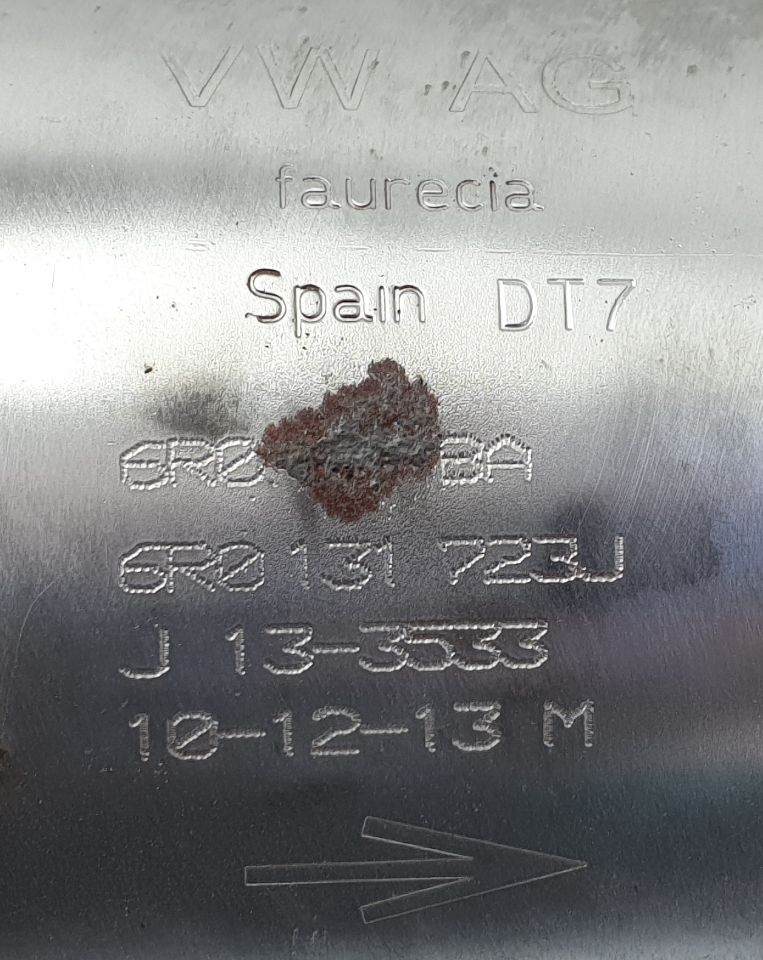 VW AG
faurecia
Spain DT7
6R0 BA
6R0 131 723J
J 13-3533
10-12-13 M